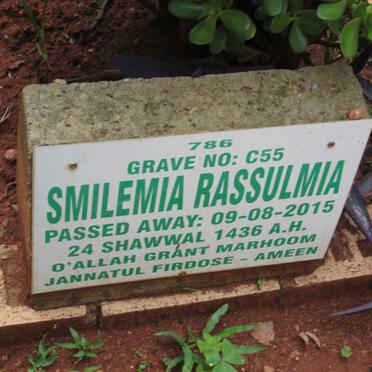 786
GRAVE NO: C55
SMILEMIA RASSULMIA
PASSED AWAY: 09-08-2015
24 SHAWWAL 1436 A.H.
O'ALLAH GRANT MARHOOM
JANNATUL FIRDOSE - AMEEN